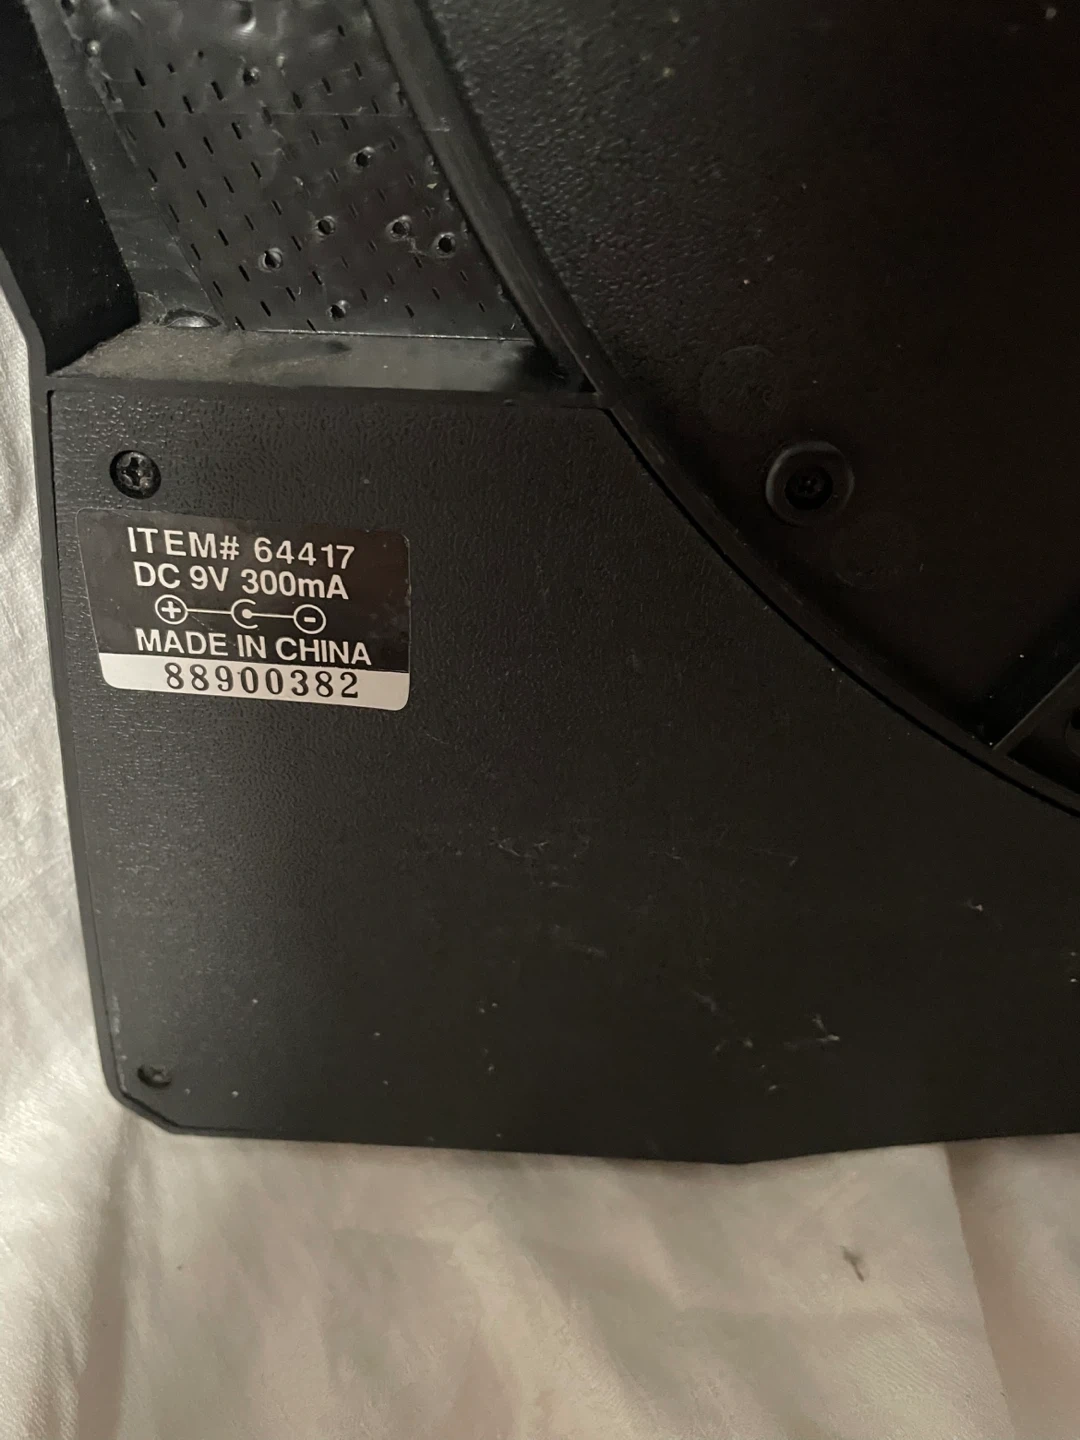 ITEM# 64417
DC 9V 300mA
+ -
MADE IN CHINA
88900382